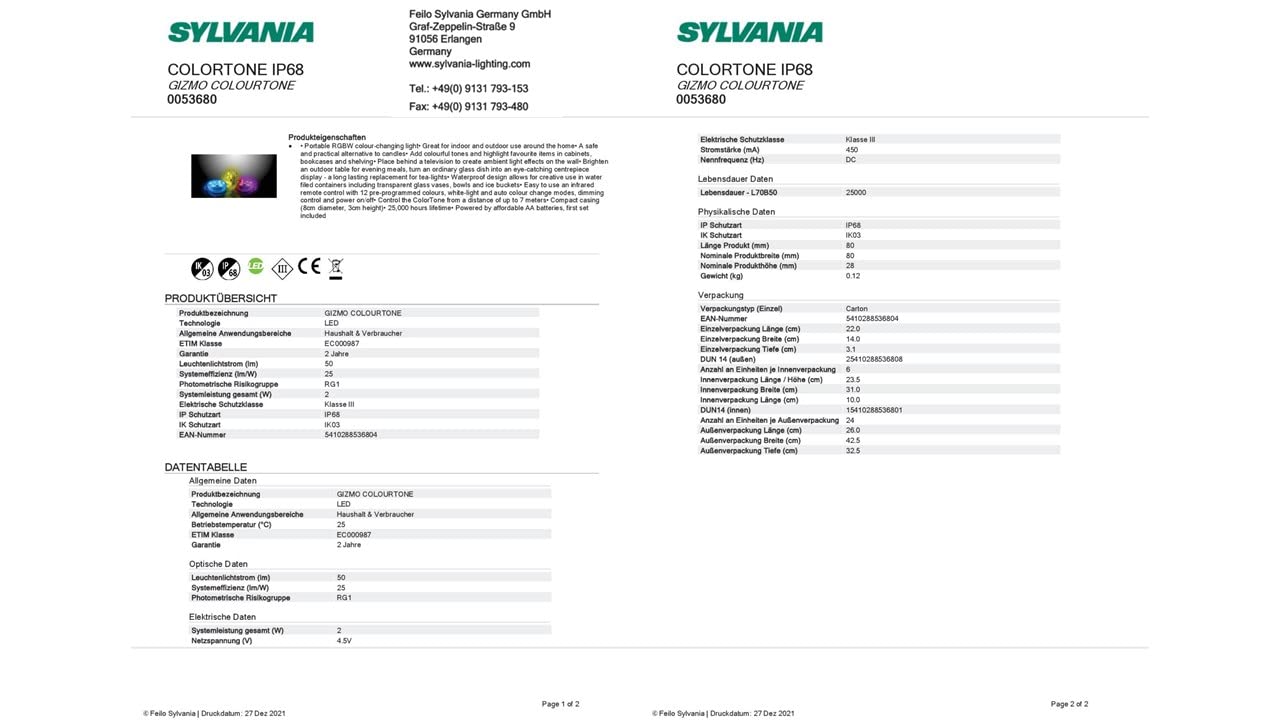 SYLVANIA
COLORTONE IP68
GIZMO COLOURTONE
0053680
Feilo Sylvania Germany GmbH
Graf-Zeppelin-Straße 9
91056 Erlangen
Germany
www.sylvania-lighting.com
Tel.: +49(0) 9131 793-153
Fax: +49(0) 9131 793-480
Produkteigenschaften
• • Portable RGBW colour-changing light• Great for indoor and outdoor use around the home• A safe
and practical alternative to candles• Add colourful tones and highlight favourite items in cabinets,
bookcases and shelving• Place behind a television to create ambient light effects on the wall• Brighten
an outdoor table for evening meals, turn an ordinary glass dish into an eye-catching centrepiece
display - a long lasting replacement for tea-lights• Waterproof design allows for creative use in water
filled containers including transparent glass vases, bowls and ice buckets• Easy to use an infrared
remote control with 12 pre-programmed colours, white-light and auto colour change modes, dimming
control and power on/off• Control the ColorTone from a distance of up to 7 meters• Compact casing
(8cm diameter, 3cm height)• 25,000 hours lifetime• Powered by affordable AA batteries, first set
included
IK 03 IP 68 LED III CE
PRODUKTÜBERSICHT
Produktbezeichnung GIZMO COLOURTONE
Technologie LED
Allgemeine Anwendungsbereiche Haushalt & Verbraucher
ETIM Klasse EC000987
Garantie 2 Jahre
Leuchtenlichtstrom (lm) 50
Systemeffizienz (lm/W) 25
Photometrische Risikogruppe RG1
Systemleistung gesamt (W) 2
Elektrische Schutzklasse Klasse III
IP Schutzart IP68
IK Schutzart IK03
EAN-Nummer 5410288536804
DATENTABELLE
Allgemeine Daten
Produktbezeichnung GIZMO COLOURTONE
Technologie LED
Allgemeine Anwendungsbereiche Haushalt & Verbraucher
Betriebstemperatur (°C) 25
ETIM Klasse EC000987
Garantie 2 Jahre
Optische Daten
Leuchtenlichtstrom (lm) 50
Systemeffizienz (lm/W) 25
Photometrische Risikogruppe RG1
Elektrische Daten
Systemleistung gesamt (W) 2
Netzspannung (V) 4.5V
Page 1 of 2
© Feilo Sylvania | Druckdatum: 27 Dez 2021
SYLVANIA
COLORTONE IP68
GIZMO COLOURTONE
0053680
Elektrische Schutzklasse Klasse III
Stromstärke (mA) 450
Nennfrequenz (Hz) DC
Lebensdauer Daten
Lebensdauer - L70B50 25000
Physikalische Daten
IP Schutzart IP68
IK Schutzart IK03
Länge Produkt (mm) 80
Nominale Produktbreite (mm) 80
Nominale Produkthöhe (mm) 28
Gewicht (kg) 0.12
Verpackung
Verpackungstyp (Einzel) Carton
EAN-Nummer 5410288536804
Einzelverpackung Länge (cm) 22.0
Einzelverpackung Breite (cm) 14.0
Einzelverpackung Tiefe (cm) 3.1
DUN 14 (außen) 25410288536808
Anzahl an Einheiten je Innenverpackung 6
Innenverpackung Länge / Höhe (cm) 23.5
Innenverpackung Breite (cm) 31.0
Innenverpackung Länge (cm) 10.0
DUN14 (innen) 15410288536801
Anzahl an Einheiten je Außenverpackung 24
Außenverpackung Länge (cm) 26.0
Außenverpackung Breite (cm) 42.5
Außenverpackung Tiefe (cm) 32.5
Page 2 of 2
© Feilo Sylvania | Druckdatum: 27 Dez 2021